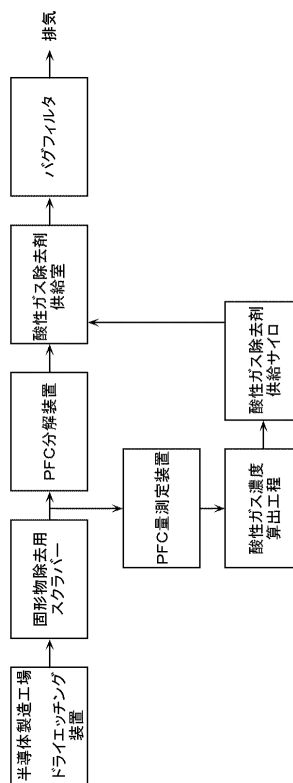 半導体製造工場
ドライエッチング
装置
固形物除去用
スクラバー
PFC分解装置
酸性ガス除去剤
供給室
バグフィルタ
排気
PFC量測定装置
酸性ガス濃度
算出工程
酸性ガス除去剤
供給サイロ